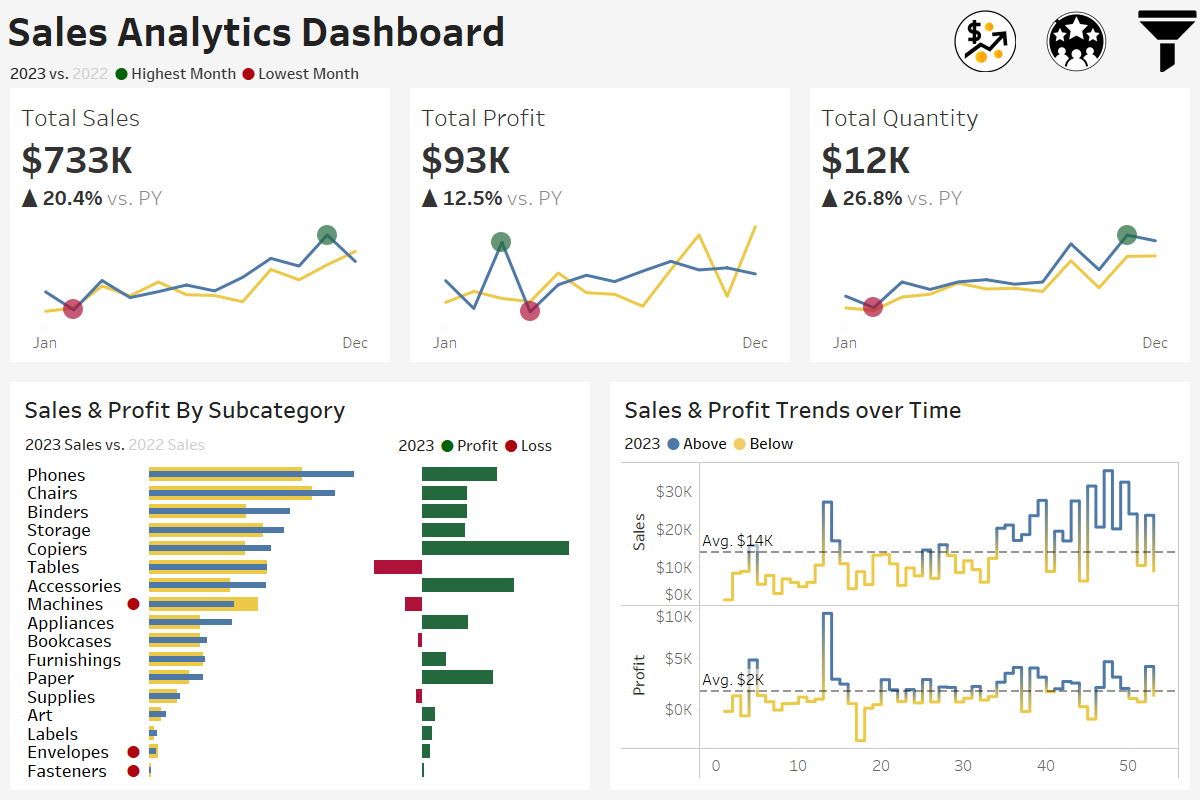 Sales Analytics Dashboard
2023 vs. 2022 Highest Month Lowest Month
Total Sales
$733K
▲ 20.4% vs. PY
Jan Dec
Total Profit
$93K
▲ 12.5% vs. PY
Jan Dec
Total Quantity
$12K
▲ 26.8% vs. PY
Jan Dec
Sales & Profit By Subcategory
2023 Sales vs. 2022 Sales
2023 Profit Loss
Phones
Chairs
Binders
Storage
Copiers
Tables
Accessories
Machines
Appliances
Bookcases
Furnishings
Paper
Supplies
Art
Labels
Envelopes
Fasteners
Sales & Profit Trends over Time
2023 Above Below
Sales
$30K
$20K
Avg. $14K
$10K
$0K
Profit
$10K
$5K
Avg. $2K
$0K
0 10 20 30 40 50